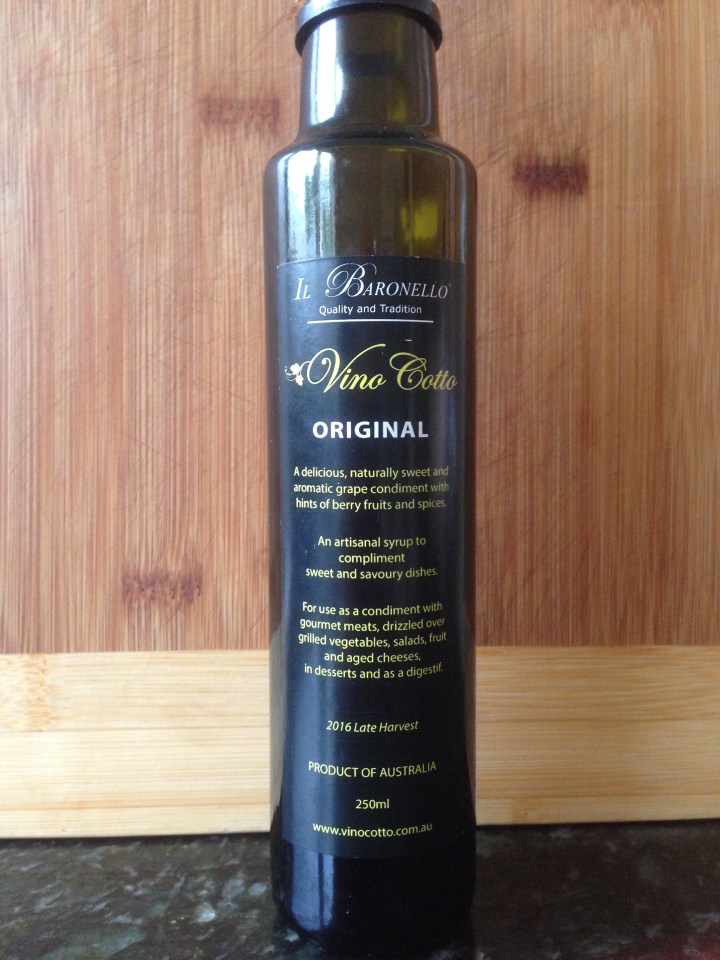 IL BARONELLO
Quality and Tradition
Vino Cotto
ORIGINAL
A delicious, naturally sweet and
aromatic grape condiment with
hints of berry fruits and spices.
An artisanal syrup to
compliment
sweet and savoury dishes.
For use as a condiment with
gourmet meats, drizzled over
grilled vegetables, salads, fruit
and aged cheeses,
in desserts and as a digestif.
2016 Late Harvest
PRODUCT OF AUSTRALIA
250ml
www.vinocotto.com.au